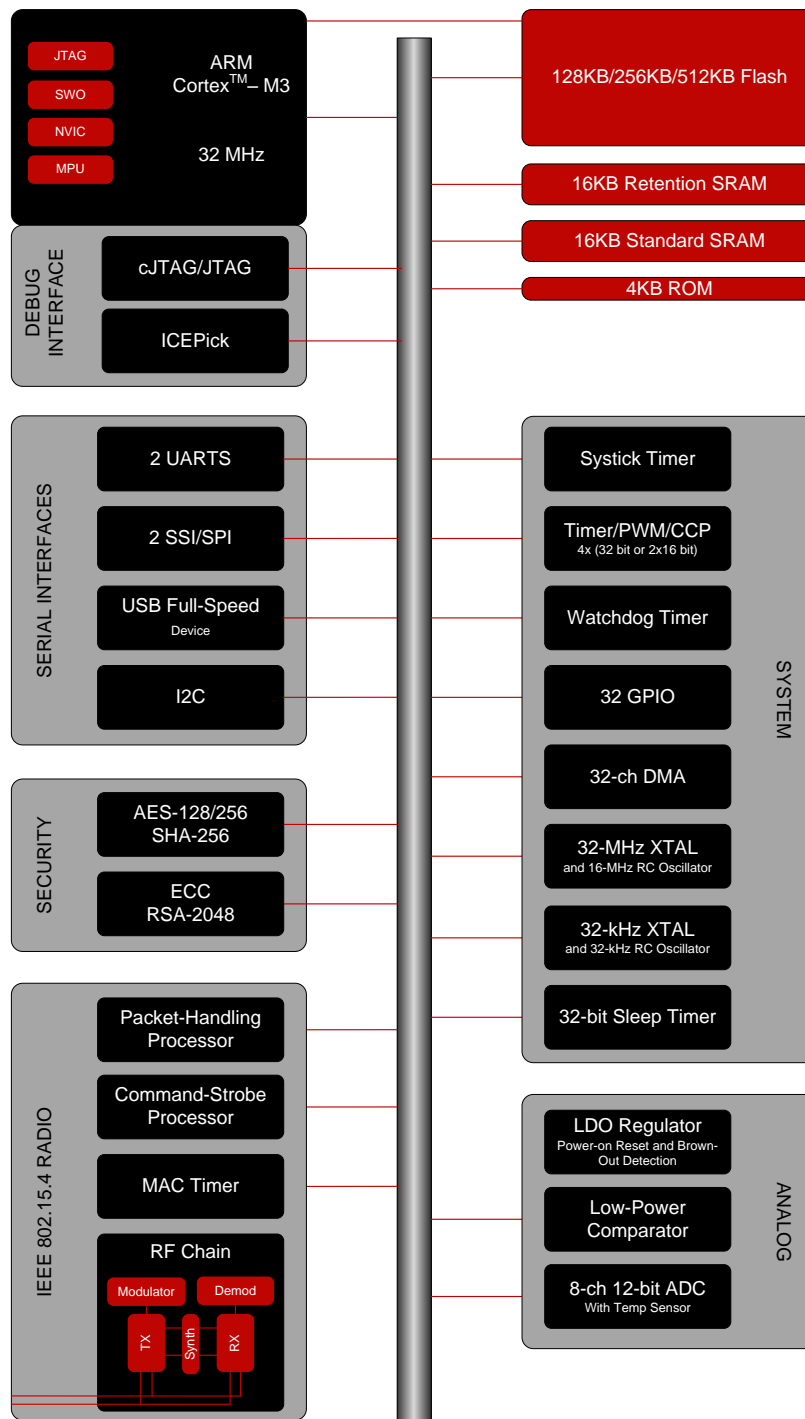 JTAG
SWO
NVIC
MPU
ARM
Cortex™– M3
32 MHz
128KB/256KB/512KB Flash
16KB Retention SRAM
16KB Standard SRAM
4KB ROM
DEBUG
INTERFACE
cJTAG/JTAG
ICEPick
SERIAL INTERFACES
2 UARTS
2 SSI/SPI
USB Full-Speed
Device
I2C
SECURITY
AES-128/256
SHA-256
ECC
RSA-2048
IEEE 802.15.4 RADIO
Packet-Handling
Processor
Command-Strobe
Processor
MAC Timer
RF Chain
Modulator
Demod
TX
Synth
RX
SYSTEM
Systick Timer
Timer/PWM/CCP
4x (32 bit or 2x16 bit)
Watchdog Timer
32 GPIO
32-ch DMA
32-MHz XTAL
and 16-MHz RC Oscillator
32-kHz XTAL
and 32-kHz RC Oscillator
32-bit Sleep Timer
ANALOG
LDO Regulator
Power-on Reset and Brown-
Out Detection
Low-Power
Comparator
8-ch 12-bit ADC
With Temp Sensor